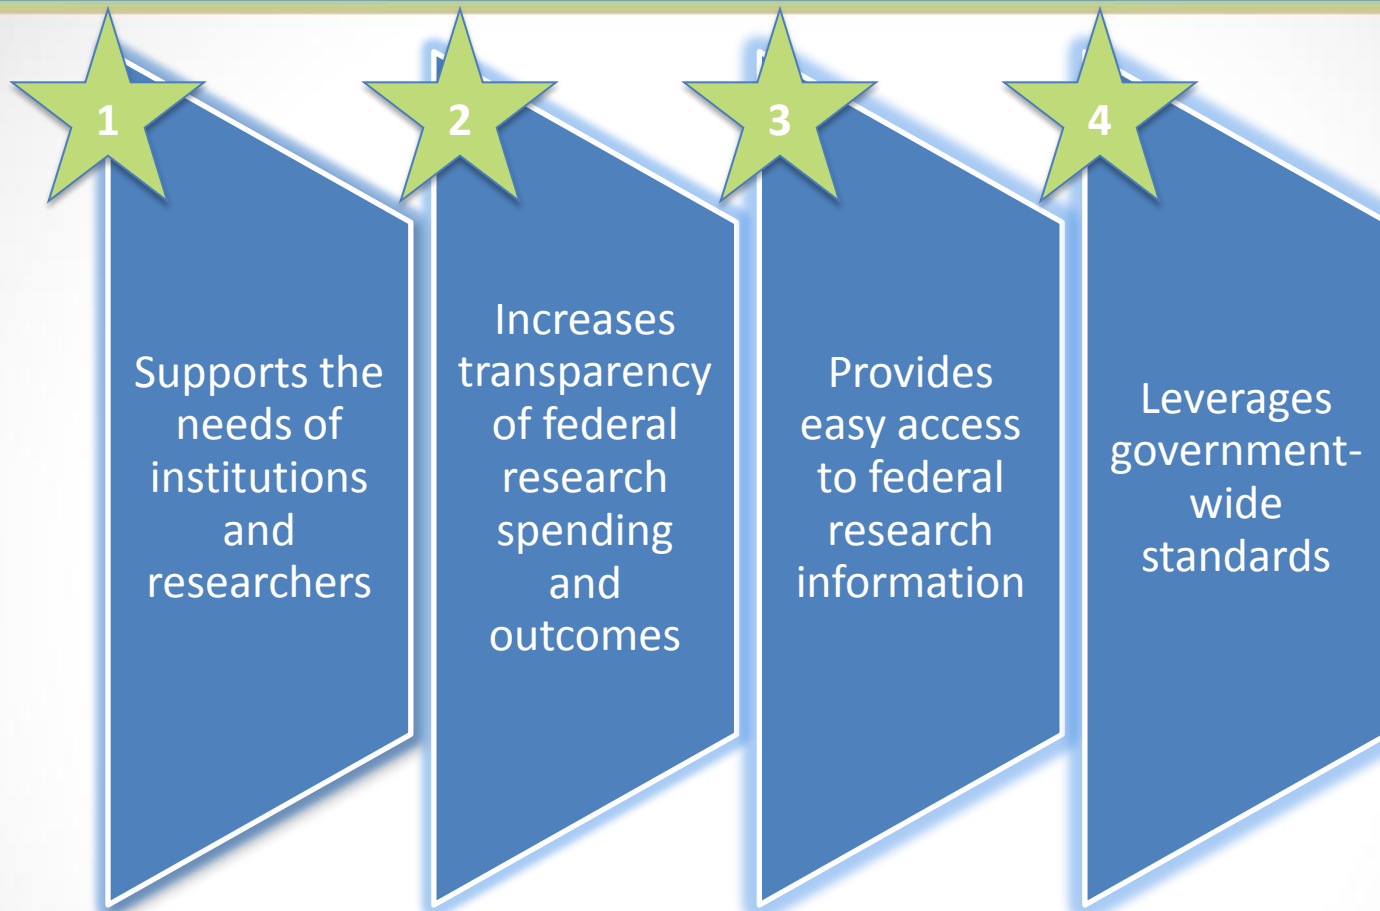 1
Supports the
needs of
institutions
and
researchers
2
Increases
transparency
of federal
research
spending
and
outcomes
3
Provides
easy access
to federal
research
information
4
Leverages
government-
wide
standards